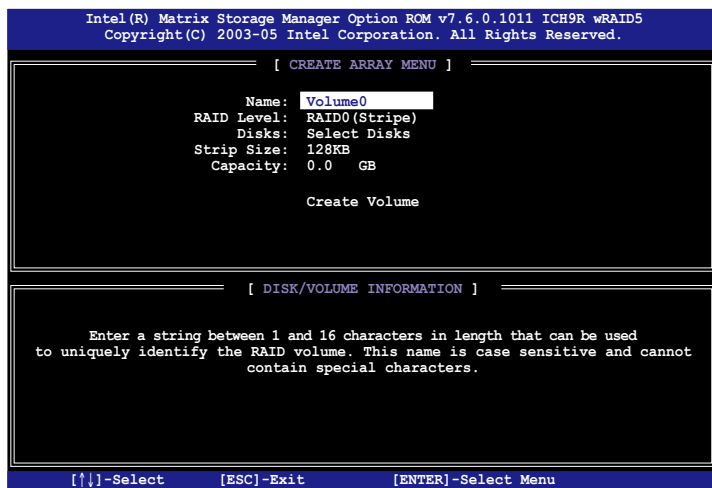 Intel(R) Matrix Storage Manager Option ROM v7.6.0.1011 ICH9R wRAID5
Copyright(C) 2003-05 Intel Corporation. All Rights Reserved.
[ CREATE ARRAY MENU ]
Name: Volume0
RAID Level: RAID0(Stripe)
Disks: Select Disks
Strip Size: 128KB
Capacity: 0.0 GB
Create Volume
[ DISK/VOLUME INFORMATION ]
Enter a string between 1 and 16 characters in length that can be used
to uniquely identify the RAID volume. This name is case sensitive and cannot
contain special characters.
[↑↓]-Select [ESC]-Exit [ENTER]-Select Menu